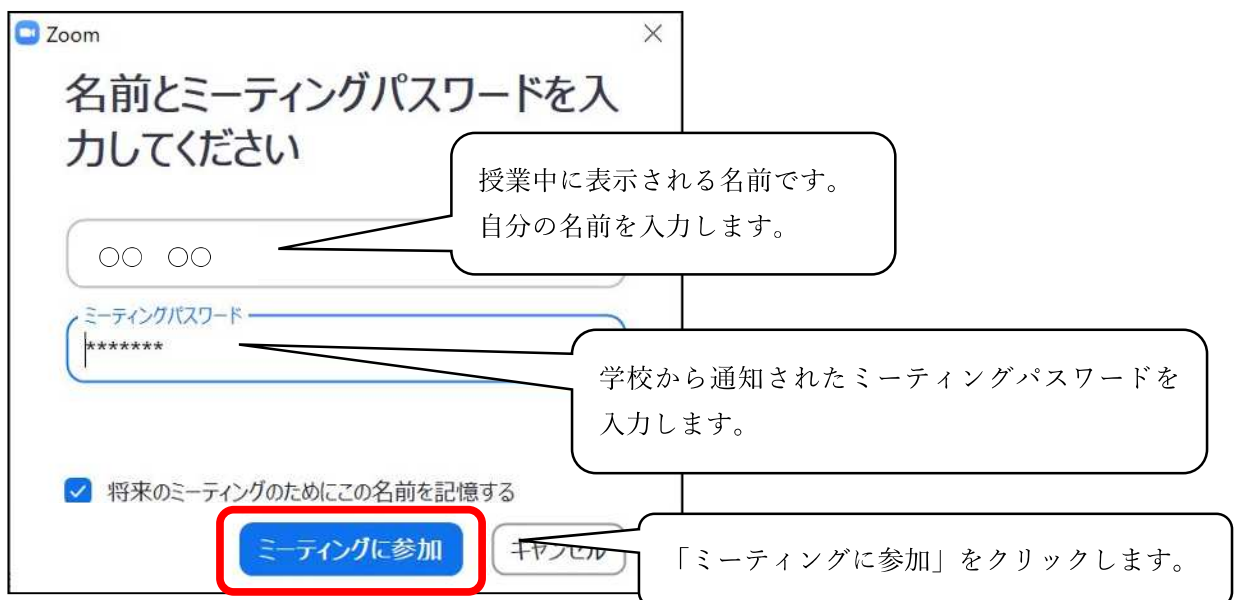 Zoom
名前とミーティングパスワードを入
力してください
授業中に表示される名前です。
自分の名前を入力します。
○○ ○○
ミーティングパスワード
*******
学校から通知されたミーティングパスワードを
入力します。
将来のミーティングのためにこの名前を記憶する
ミーティングに参加
キャンセル
「ミーティングに参加」をクリックします。